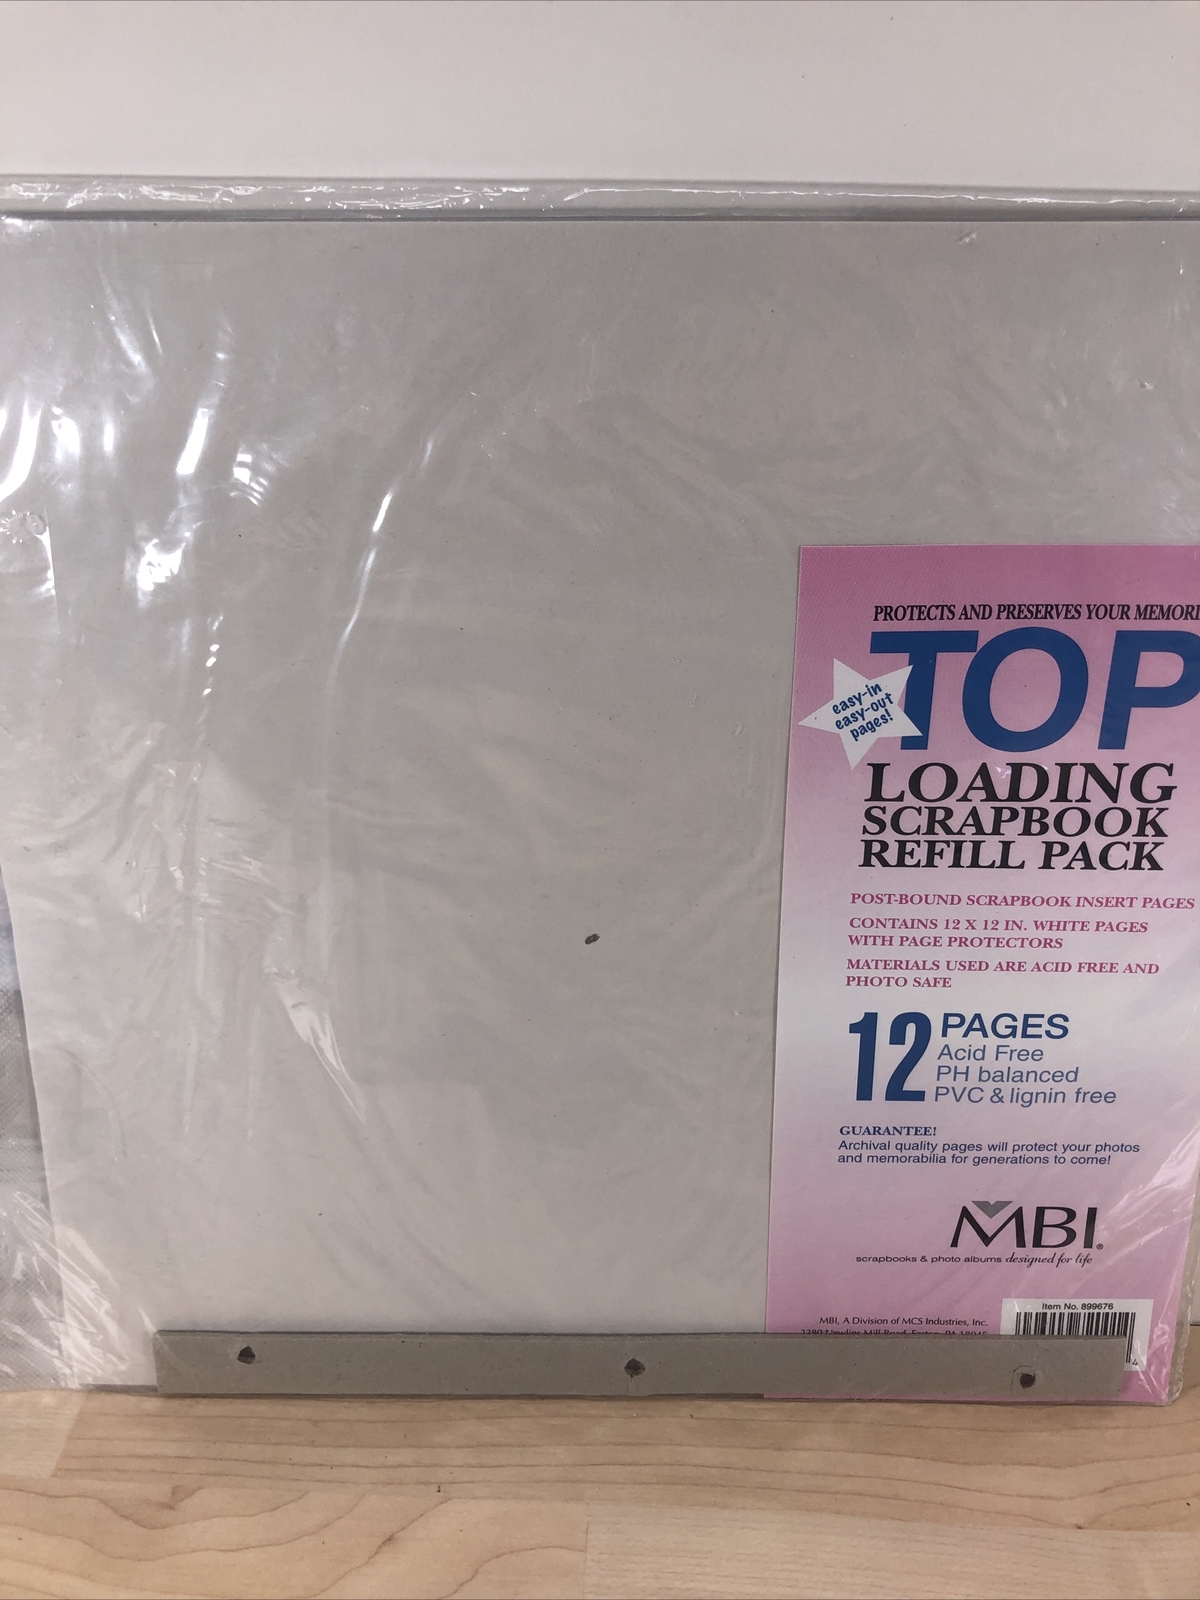 PROTECTS AND PRESERVES YOUR
TOP
easy-in
easy-out
pages!
LOADING
SCRAPBOOK
REFILL PACK
POST-BOUND SCRAPBOOK INSERT PAGES
CONTAINS 12 X 12 IN. WHITE PAGES
WITH PAGE PROTECTORS
MATERIALS USED ARE ACID FREE AND
PHOTO SAFE
12 PAGES
Acid Free
PH balanced
PVC & lignin free
GUARANTEE!
Archival quality pages will protect your photos
and memorabilia for generations to come!
MBI®
scrapbooks & photo albums designed for life
Item No. 899676
MBI, A Division of MCS Industries, Inc.
4